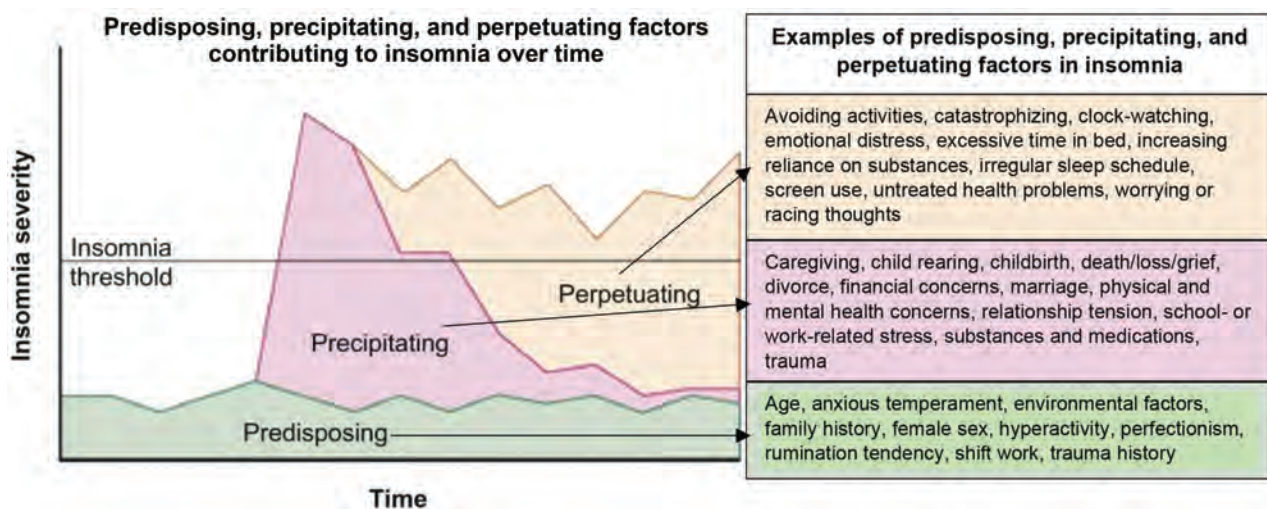 Predisposing, precipitating, and perpetuating factors
contributing to insomnia over time
Insomnia severity
Insomnia
threshold
Perpetuating
Precipitating
Predisposing
Time
Examples of predisposing, precipitating, and
perpetuating factors in insomnia
Avoiding activities, catastrophizing, clock-watching,
emotional distress, excessive time in bed, increasing
reliance on substances, irregular sleep schedule,
screen use, untreated health problems, worrying or
racing thoughts
Caregiving, child rearing, childbirth, death/loss/grief,
divorce, financial concerns, marriage, physical and
mental health concerns, relationship tension, school- or
work-related stress, substances and medications,
trauma
Age, anxious temperament, environmental factors,
family history, female sex, hyperactivity, perfectionism,
rumination tendency, shift work, trauma history